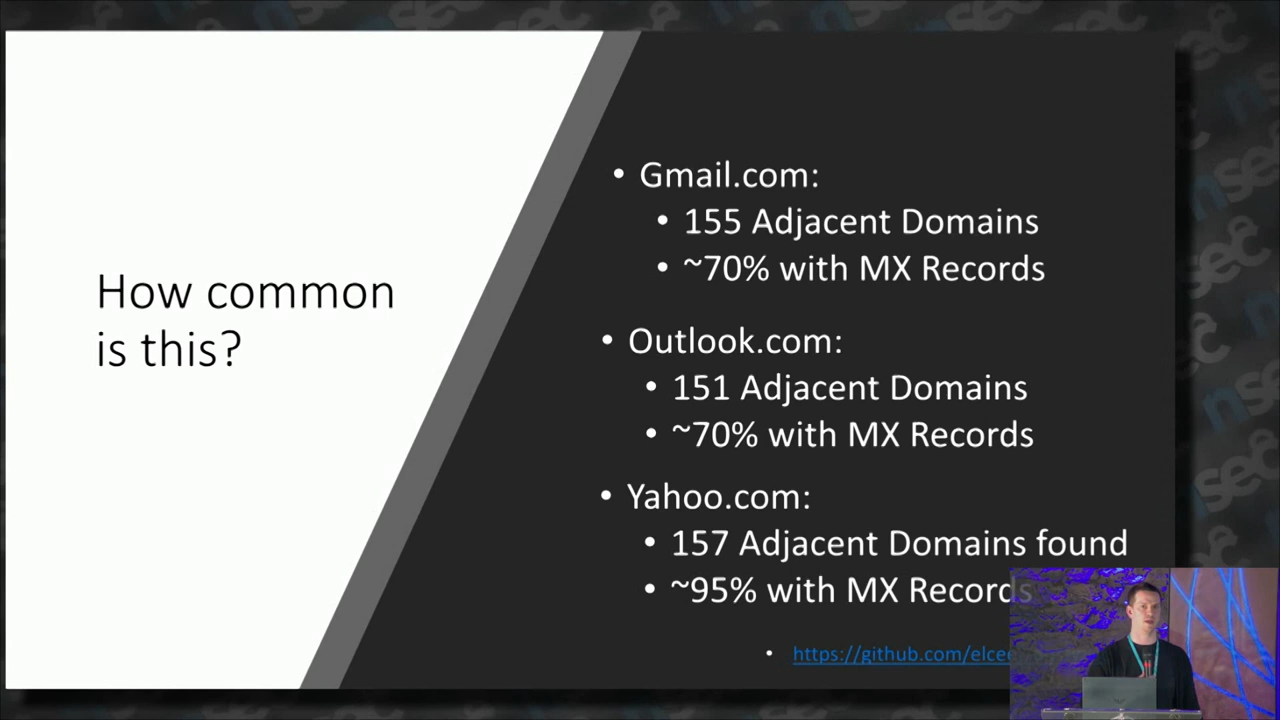 How common
is this?
• Gmail.com:
• 155 Adjacent Domains
• ~70% with MX Records
• Outlook.com:
• 151 Adjacent Domains
• ~70% with MX Records
• Yahoo.com:
• 157 Adjacent Domains found
• ~95% with MX Records
• https://github.com/elcee
nsec